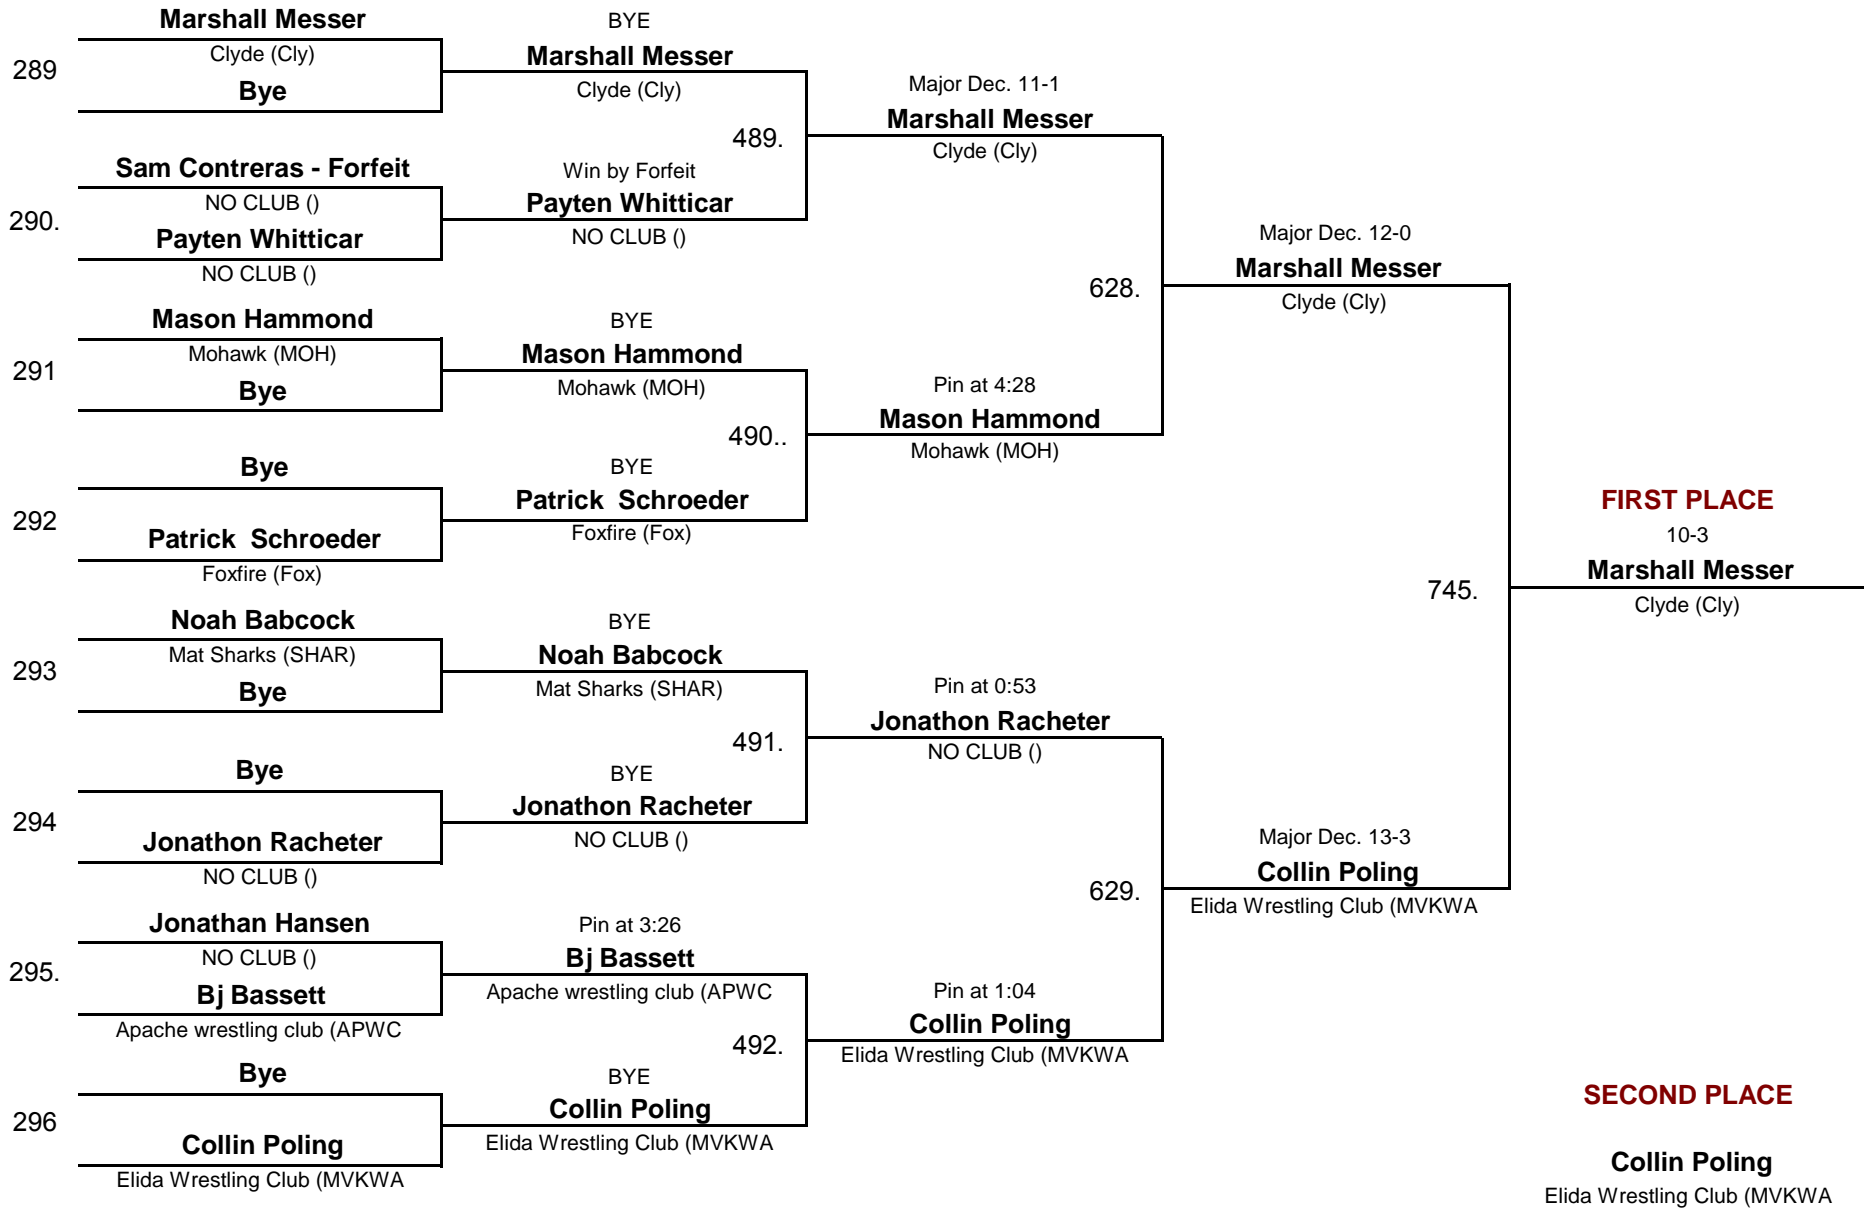 Marshall Messer
289
Clyde (Cly)
Bye
Sam Contreras - Forfeit
290.
NO CLUB ()
Payten Whitticar
NO CLUB ()
Mason Hammond
291
Mohawk (MOH)
Bye
Bye
292
Patrick  Schroeder
Foxfire (Fox)
Noah Babcock
293
Mat Sharks (SHAR)
Bye
Bye
294
Jonathon Racheter
NO CLUB ()
Jonathan Hansen
295.
NO CLUB ()
Bj Bassett
Apache wrestling club (APWC
Bye
296
Collin Poling
Elida Wrestling Club (MVKWA
BYE
Marshall Messer
Clyde (Cly)
489.
Win by Forfeit
Payten Whitticar
NO CLUB ()
BYE
Mason Hammond
Mohawk (MOH)
490..
BYE
Patrick  Schroeder
Foxfire (Fox)
BYE
Noah Babcock
Mat Sharks (SHAR)
491.
BYE
Jonathon Racheter
NO CLUB ()
Pin at 3:26
Bj Bassett
Apache wrestling club (APWC
492.
BYE
Collin Poling
Elida Wrestling Club (MVKWA
Major Dec. 11-1
Marshall Messer
Clyde (Cly)
628.
Pin at 4:28
Mason Hammond
Mohawk (MOH)
Pin at 0:53
Jonathon Racheter
NO CLUB ()
629.
Pin at 1:04
Collin Poling
Elida Wrestling Club (MVKWA
Major Dec. 12-0
Marshall Messer
Clyde (Cly)
745.
Major Dec. 13-3
Collin Poling
Elida Wrestling Club (MVKWA
FIRST PLACE
10-3
Marshall Messer
Clyde (Cly)
SECOND PLACE
Collin Poling
Elida Wrestling Club (MVKWA